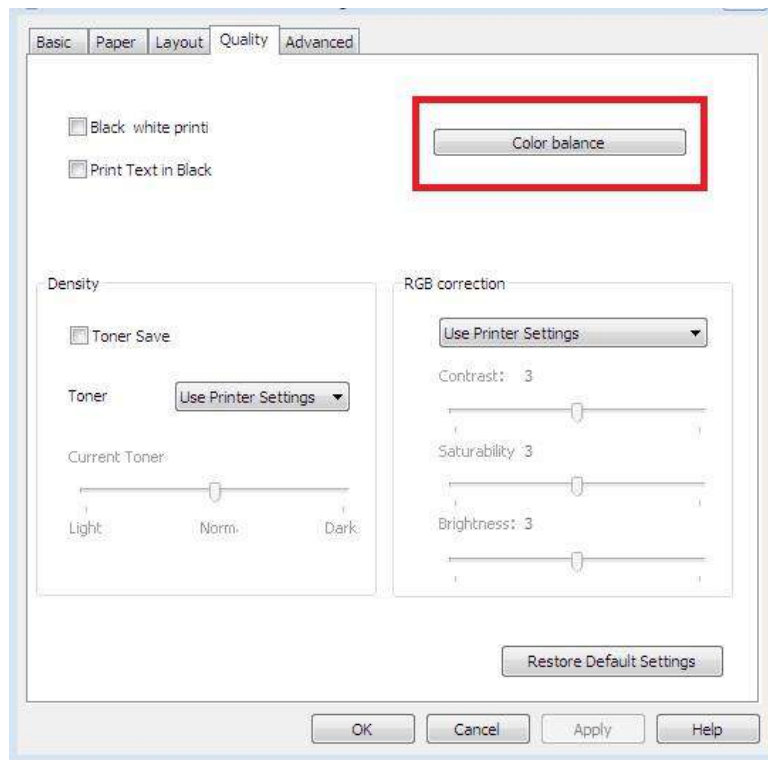 Basic Paper Layout Quality Advanced
Black white printi
Color balance
Print Text in Black
Density
RGB correction
Toner Save
Use Printer Settings
Contrast: 3
Toner Use Printer Settings
Current Toner
Saturability 3
Light Norm. Dark
Brightness: 3
Restore Default Settings
OK Cancel Apply Help